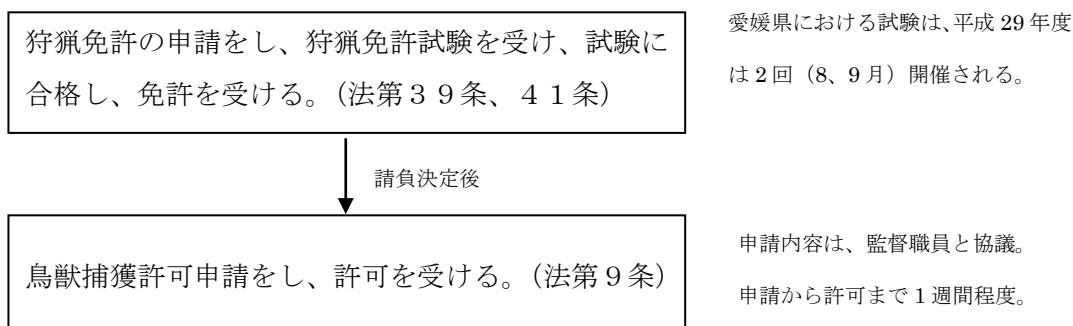 狩猟免許の申請をし、狩猟免許試験を受け、試験に
合格し、免許を受ける。（法第３９条、４１条）
愛媛県における試験は、平成 29 年度
は 2 回（8、9 月）開催される。
請負決定後
鳥獣捕獲許可申請をし、許可を受ける。（法第９条）
申請内容は、監督職員と協議。
申請から許可まで 1 週間程度。